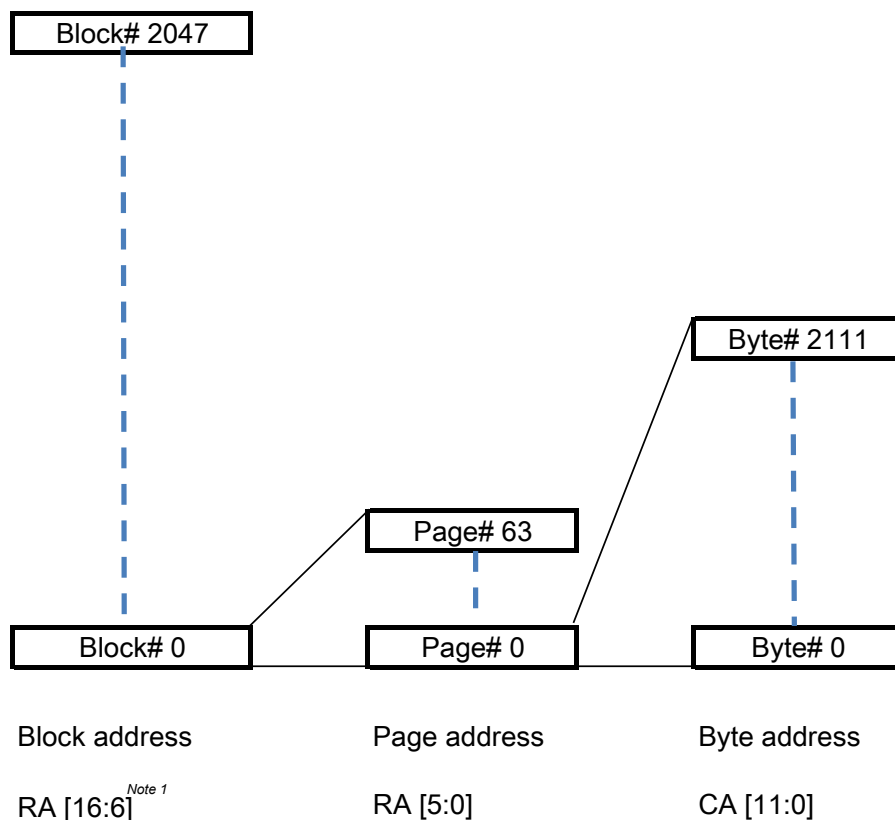 Block# 2047
Byte# 2111
Page# 63
Block# 0
Page# 0
Byte# 0
Block address
Page address
Byte address
RA [16:6] Note 1
RA [5:0]
CA [11:0]